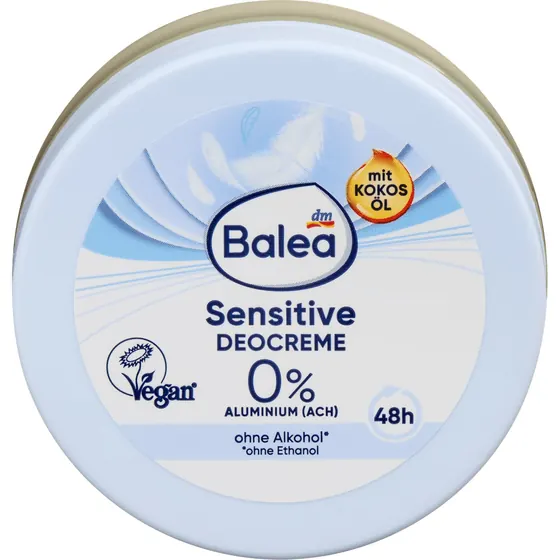 mit
KOKOS
ÖL
dm
Balea
Sensitive
DEOCREME
0%
ALUMINIUM (ACH)
Vegan
48h
ohne Alkohol*
*ohne Ethanol